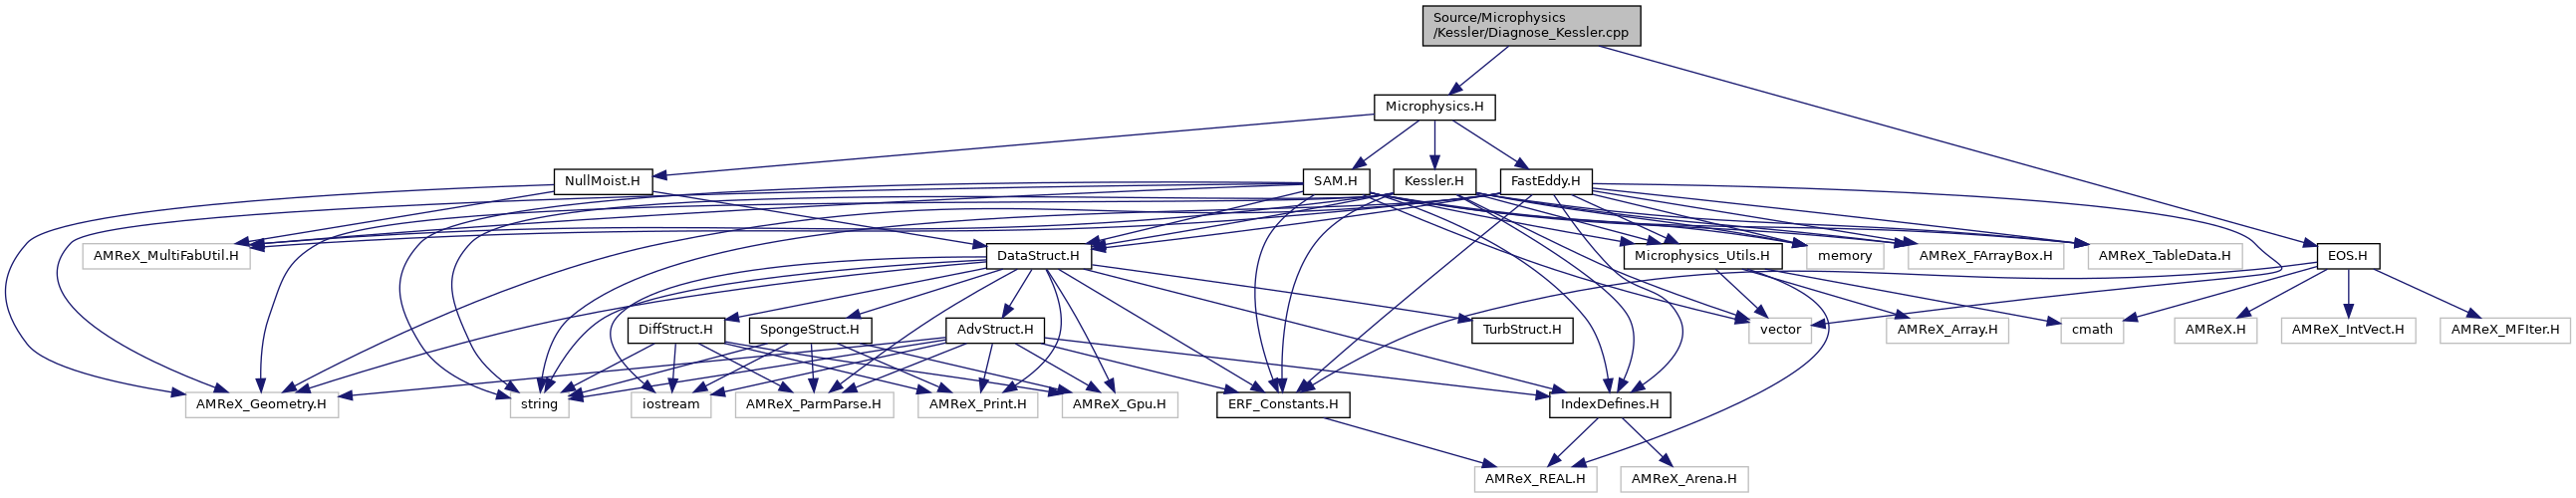 Source/Microphysics
/Kessler/Diagnose_Kessler.cpp
Microphysics.H
NullMoist.H
SAM.H
Kessler.H
FastEddy.H
AMReX_MultiFabUtil.H
DataStruct.H
Microphysics_Utils.H
memory
AMReX_FArrayBox.H
AMReX_TableData.H
EOS.H
DiffStruct.H
SpongeStruct.H
AdvStruct.H
TurbStruct.H
vector
AMReX_Array.H
cmath
AMReX.H
AMReX_IntVect.H
AMReX_MFIter.H
AMReX_Geometry.H
string
iostream
AMReX_ParmParse.H
AMReX_Print.H
AMReX_Gpu.H
ERF_Constants.H
IndexDefines.H
AMReX_REAL.H
AMReX_Arena.H